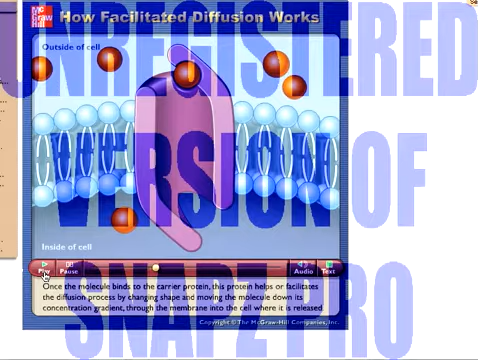 Mc
Graw
Hill
How Facilitated Diffusion Works
Outside of cell
Inside of cell
Play
Pause
Audio
Text
Once the molecule binds to the carrier protein, this protein helps or facilitates
the diffusion process by changing shape and moving the molecule down its
concentration gradient, through the membrane into the cell where it is released.
Copyright © The McGraw-Hill Companies, Inc.
UNREGISTERED
VERSION OF
SNAPZ PRO